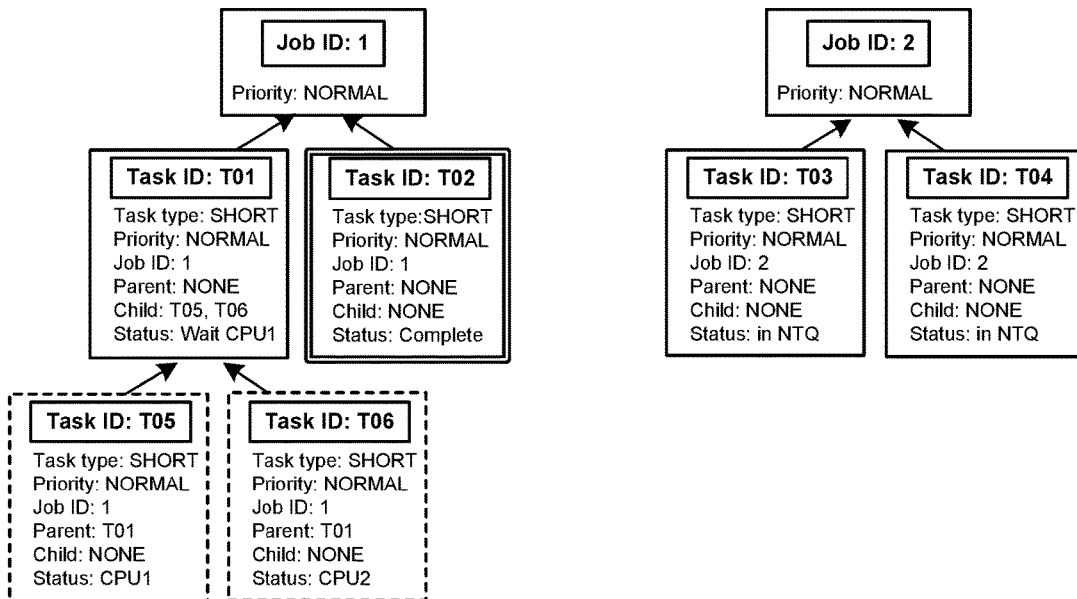 Job ID: 1
Priority: NORMAL
Job ID: 2
Priority: NORMAL
Task ID: T01
Task type: SHORT
Priority: NORMAL
Job ID: 1
Parent: NONE
Child: T05, T06
Status: Wait CPU1
Task ID: T02
Task type:SHORT
Priority: NORMAL
Job ID: 1
Parent: NONE
Child: NONE
Status: Complete
Task ID: T03
Task type: SHORT
Priority: NORMAL
Job ID: 2
Parent: NONE
Child: NONE
Status: in NTQ
Task ID: T04
Task type: SHORT
Priority: NORMAL
Job ID: 2
Parent: NONE
Child: NONE
Status: in NTQ
Task ID: T05
Task type: SHORT
Priority: NORMAL
Job ID: 1
Parent: T01
Child: NONE
Status: CPU1
Task ID: T06
Task type: SHORT
Priority: NORMAL
Job ID: 1
Parent: T01
Child: NONE
Status: CPU2